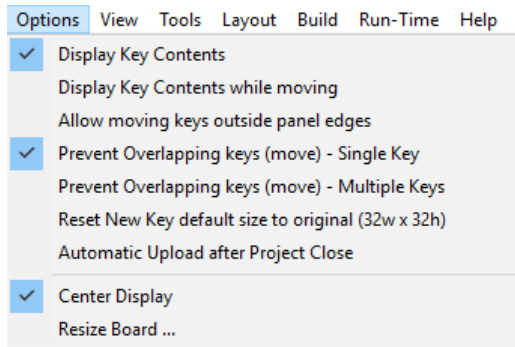 Options View Tools Layout Build Run-Time Help
Display Key Contents
Display Key Contents while moving
Allow moving keys outside panel edges
Prevent Overlapping keys (move) - Single Key
Prevent Overlapping keys (move) - Multiple Keys
Reset New Key default size to original (32w x 32h)
Automatic Upload after Project Close
Center Display
Resize Board ...